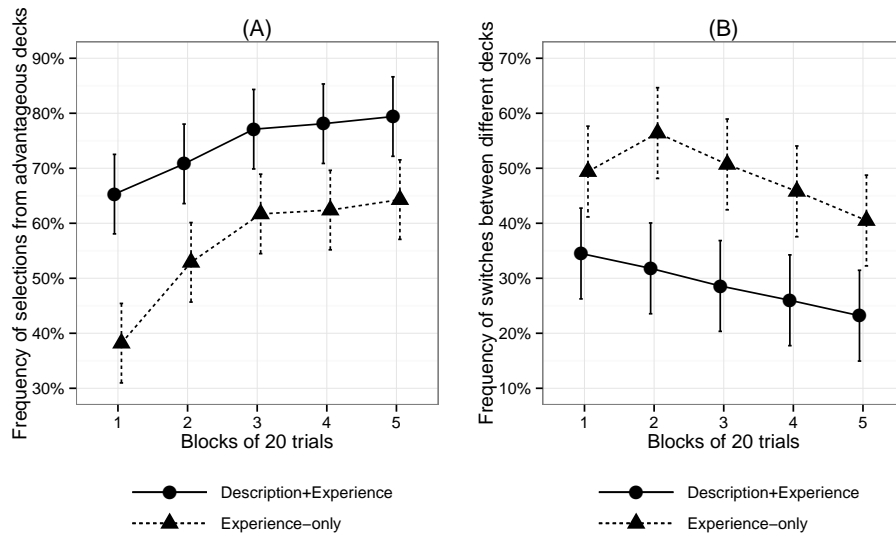 (A)
Frequency of selections from advantageous decks
90%
80%
70%
60%
50%
40%
30%
1 2 3 4 5
Blocks of 20 trials
Description+Experience
Experience−only
(B)
Frequency of switches between different decks
70%
60%
50%
40%
30%
20%
10%
1 2 3 4 5
Blocks of 20 trials
Description+Experience
Experience−only